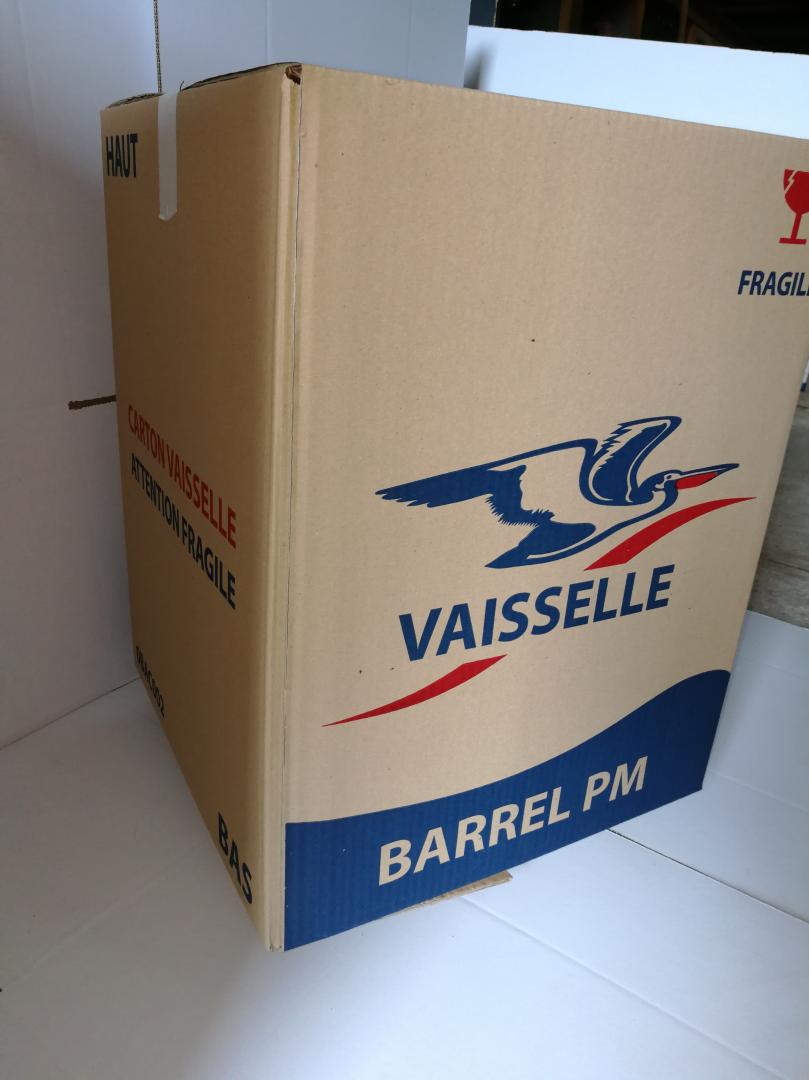 HAUT
CARTON VAISSELLE
ATTENTION FRAGILE
BAS
FRAGILE
VAISSELLE
BARREL PM